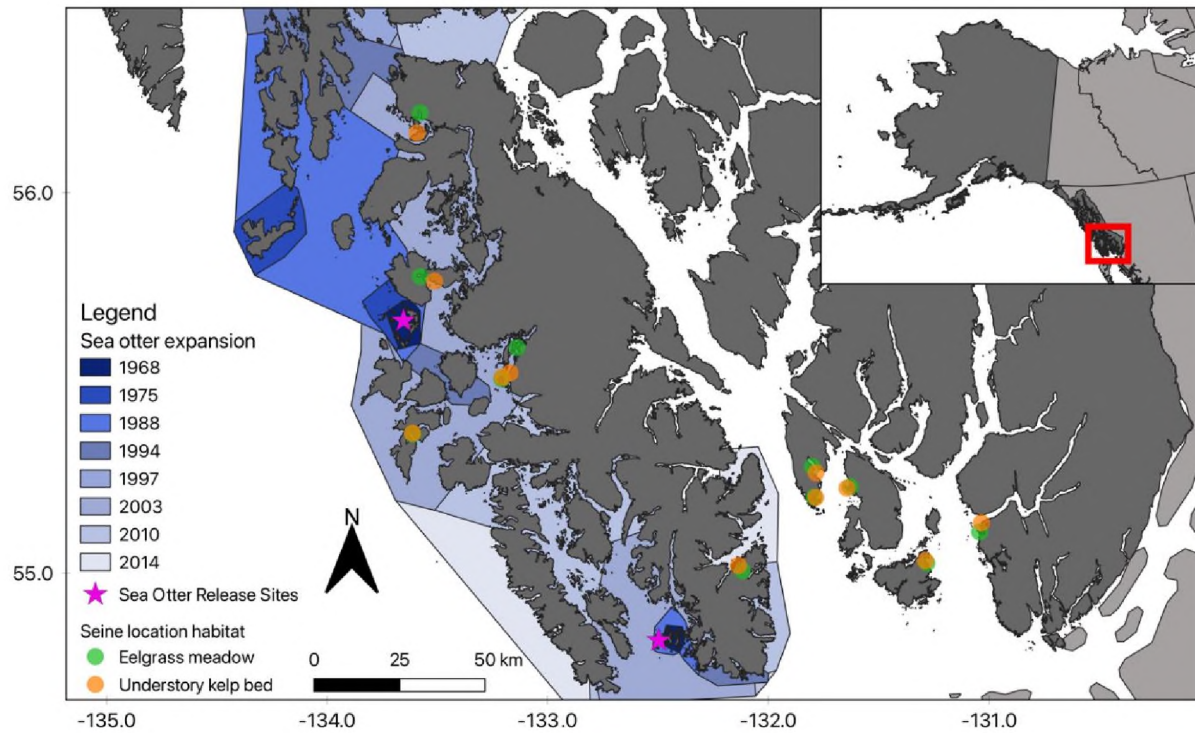 56.0
55.0
Legend
Sea otter expansion
1968
1975
1988
1994
1997
2003
2010
2014
Sea Otter Release Sites
Seine location habitat
Eelgrass meadow
Understory kelp bed
N
0 25 50 km
-135.0 -134.0 -133.0 -132.0 -131.0